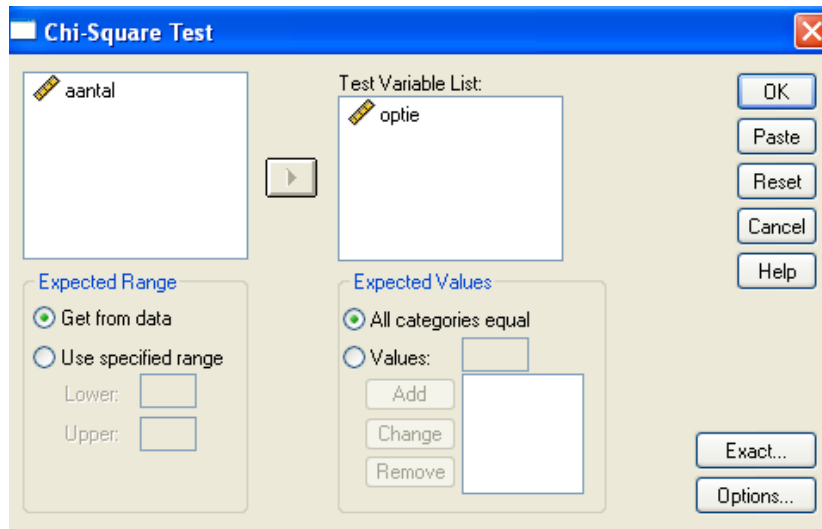 Chi-Square Test
aantal
Test Variable List:
optie
OK
Paste
Reset
Cancel
Help
Expected Range
Get from data
Use specified range
Lower:
Upper:
Expected Values
All categories equal
Values:
Add
Change
Remove
Exact...
Options...